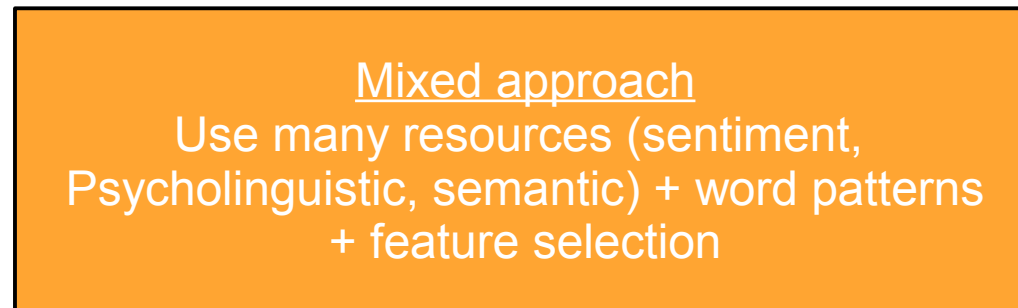 Mixed approach
Use many resources (sentiment,
Psycholinguistic, semantic) + word patterns
+ feature selection